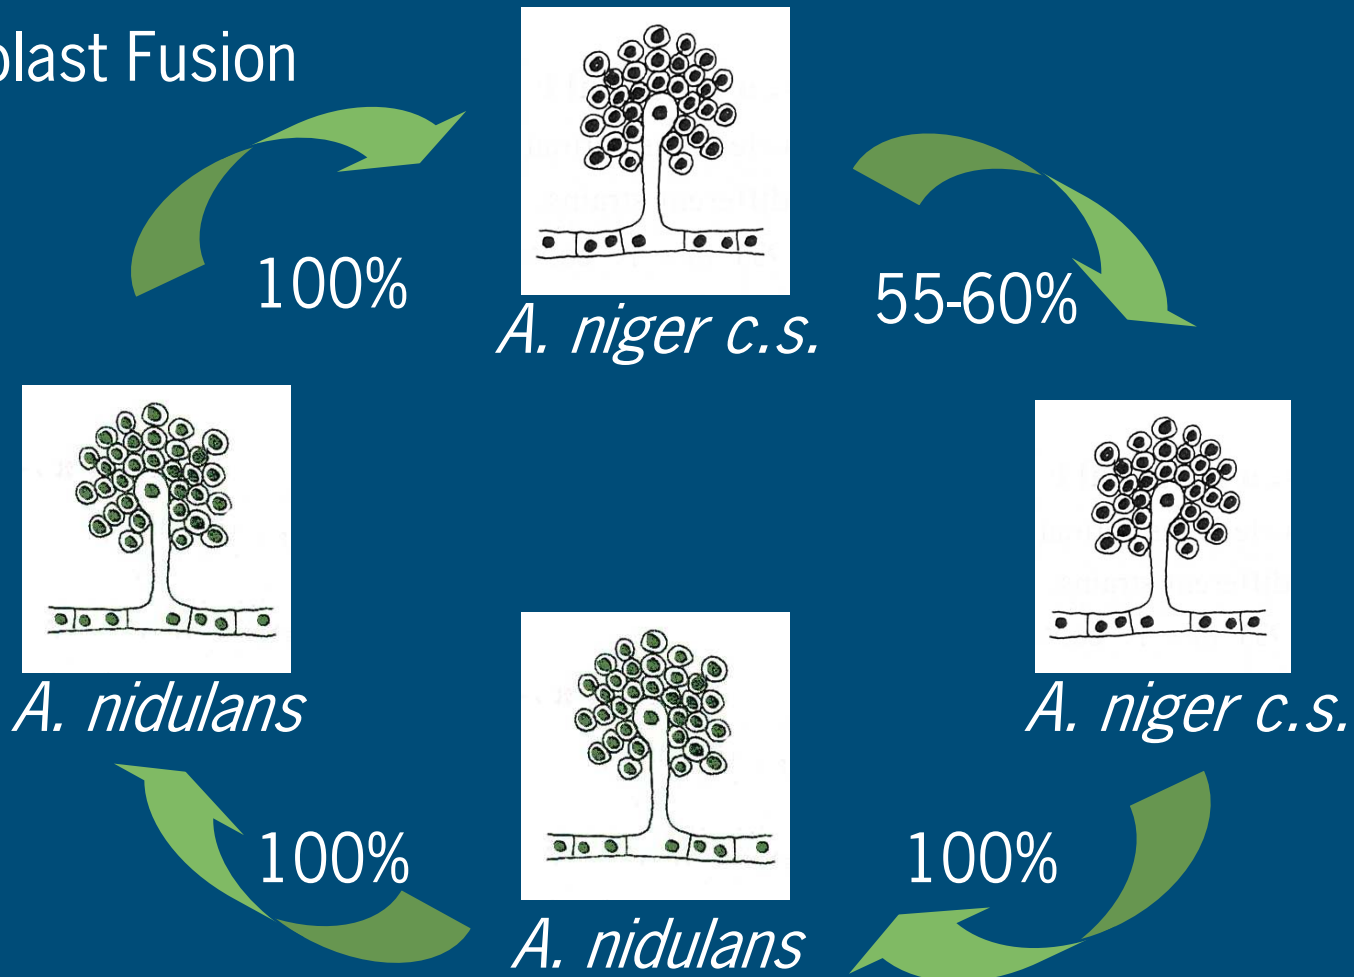 plast Fusion
100%
A. niger c.s.
55-60%
A. nidulans
A. niger c.s.
100%
100%
A. nidulans